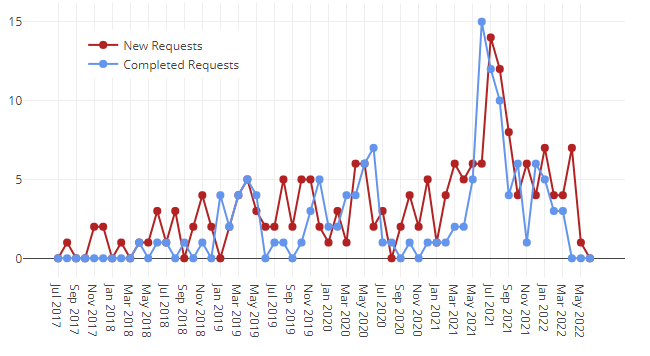 15
New Requests
Completed Requests
10
5
0
Jul 2017
Sep 2017
Nov 2017
Jan 2018
Mar 2018
May 2018
Jul 2018
Sep 2018
Nov 2018
Jan 2019
Mar 2019
May 2019
Jul 2019
Sep 2019
Nov 2019
Jan 2020
Mar 2020
May 2020
Jul 2020
Sep 2020
Nov 2020
Jan 2021
Mar 2021
May 2021
Jul 2021
Sep 2021
Nov 2021
Jan 2022
Mar 2022
May 2022